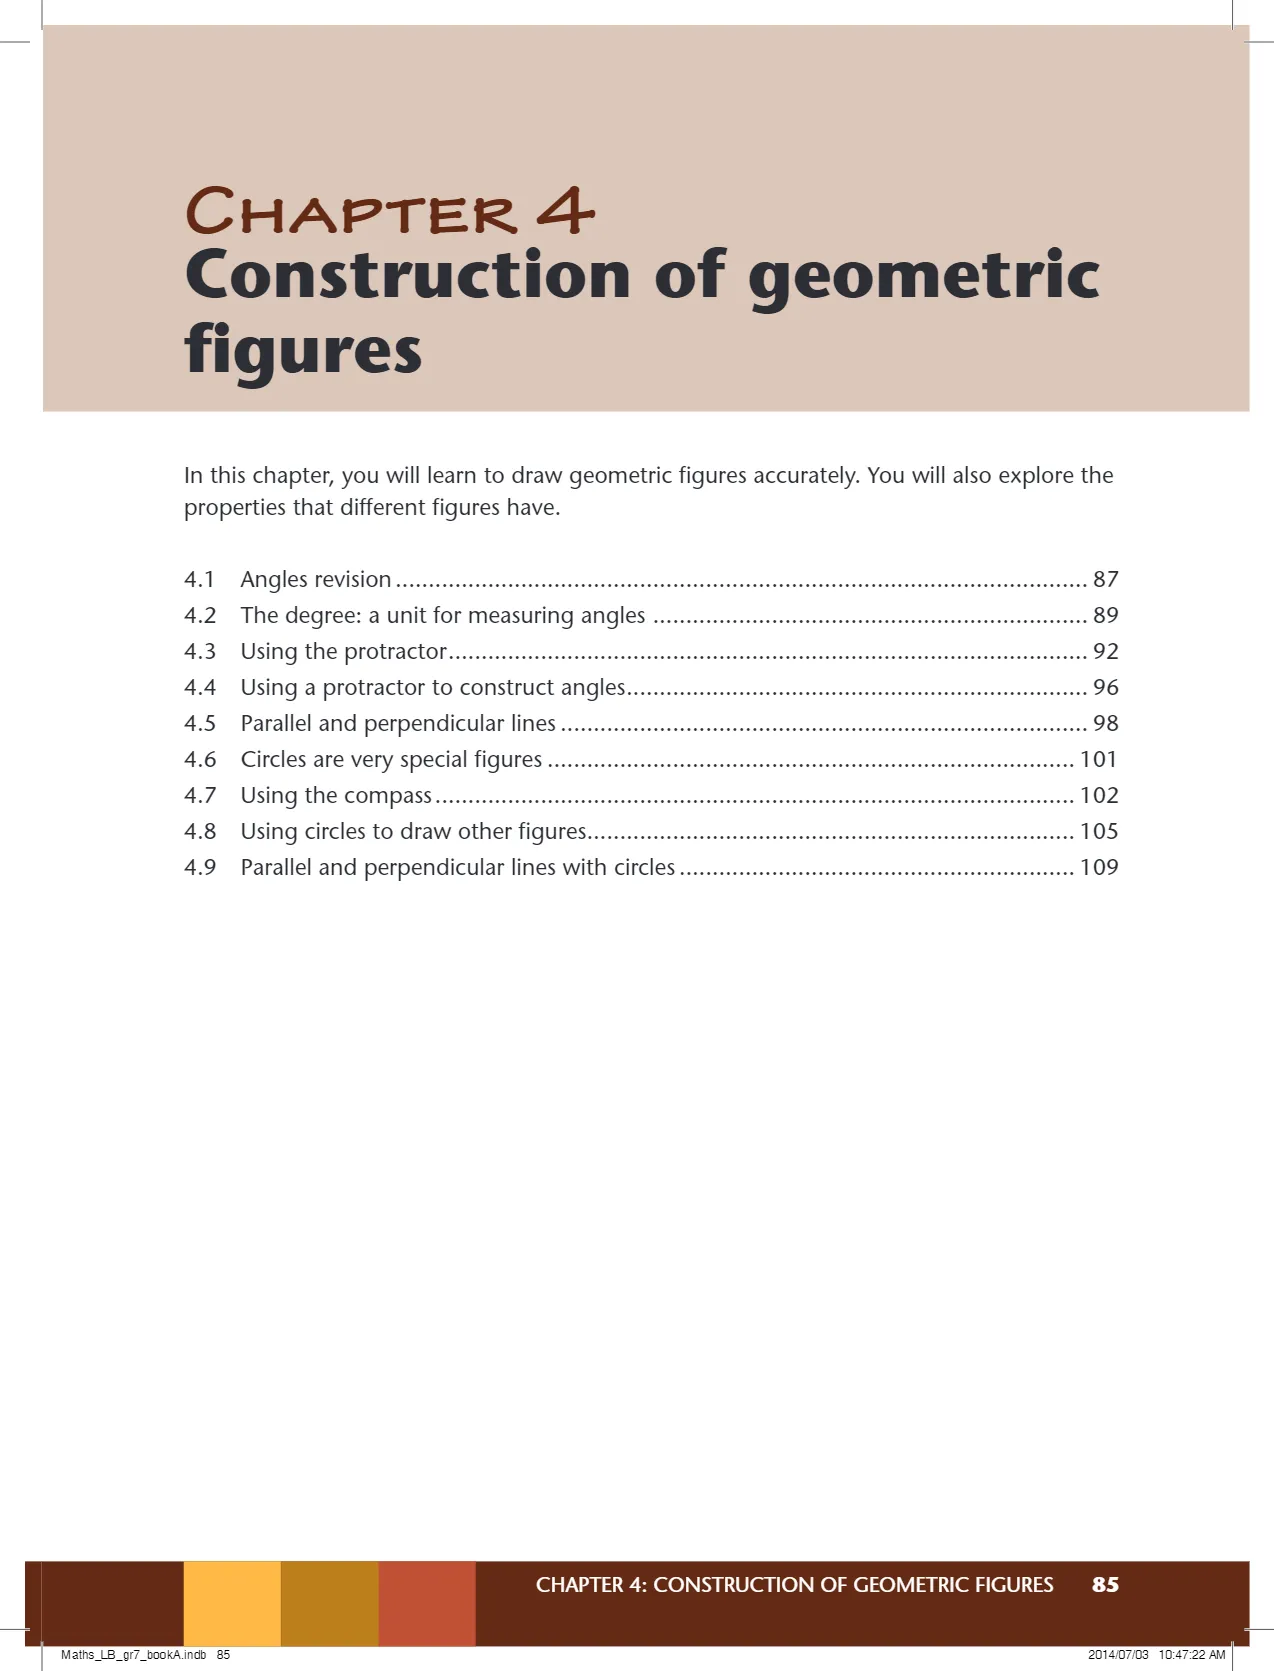 CHAPTER 4
Construction of geometric
figures
In this chapter, you will learn to draw geometric figures accurately. You will also explore the
properties that different figures have.
4.1 Angles revision ........................................................................................................ 87
4.2 The degree: a unit for measuring angles .................................................................. 89
4.3 Using the protractor ................................................................................................. 92
4.4 Using a protractor to construct angles ...................................................................... 96
4.5 Parallel and perpendicular lines ................................................................................ 98
4.6 Circles are very special figures ................................................................................ 101
4.7 Using the compass ................................................................................................. 102
4.8 Using circles to draw other figures .......................................................................... 105
4.9 Parallel and perpendicular lines with circles ............................................................ 109
CHAPTER 4: CONSTRUCTION OF GEOMETRIC FIGURES 85
Maths_LB_gr7_bookA.indb 85 2014/07/03 10:47:22 AM